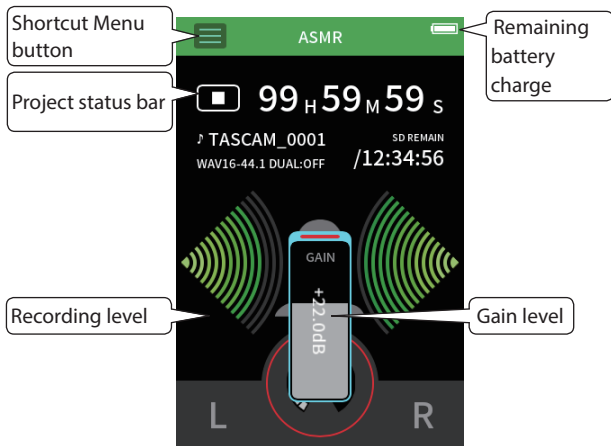 Shortcut Menu
button
ASMR
Remaining
battery
charge
Project status bar
99 H 59 M 59 S
♪ TASCAM_0001
SD REMAIN
WAV16-44.1 DUAL:OFF
/12:34:56
GAIN
+22.0dB
Recording level
Gain level
L
R